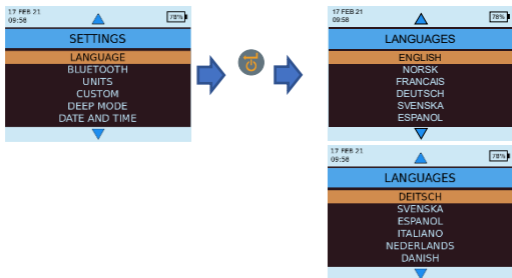 17 FEB 21
09:58
78%
SETTINGS
LANGUAGE
BLUETOOTH
UNITS
CUSTOM
DEEP MODE
DATE AND TIME
17 FEB 21
09:58
78%
LANGUAGES
ENGLISH
NORSK
FRANCAIS
DEUTSCH
SVENSKA
ESPANOL
17 FEB 21
09:58
78%
LANGUAGES
DEITSCH
SVENSKA
ESPANOL
ITALIANO
NEDERLANDS
DANISH